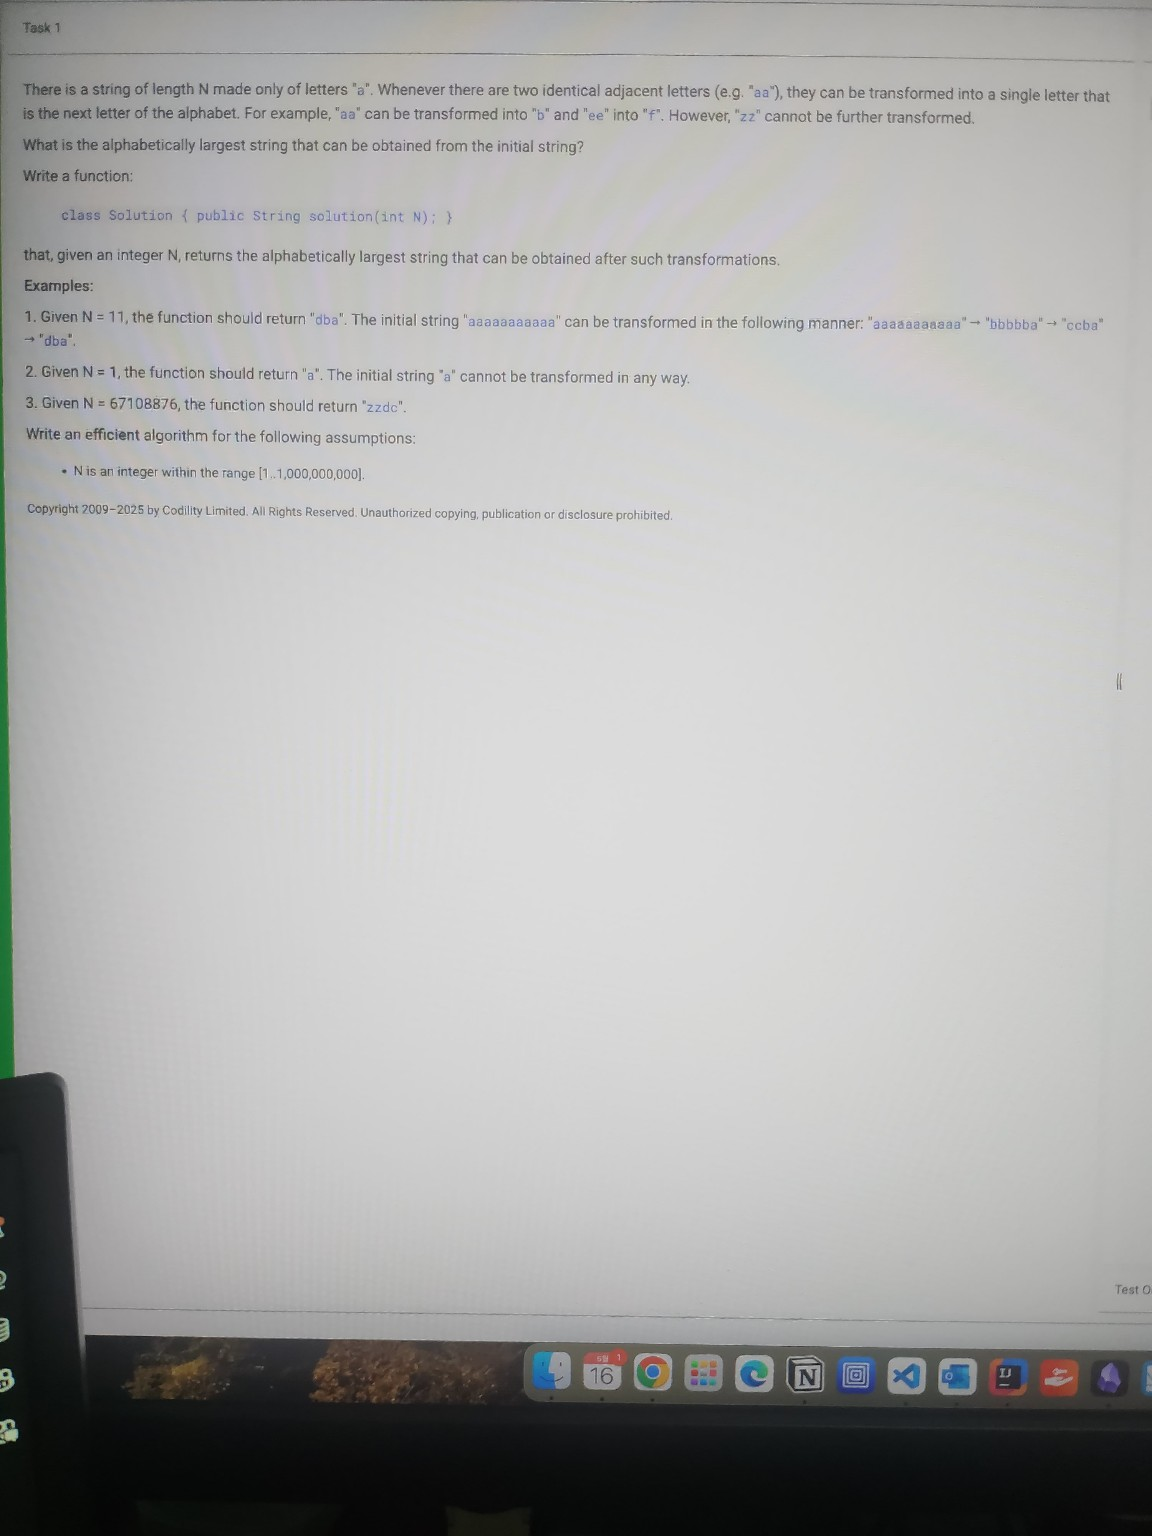 Task 1
There is a string of length N made only of letters "a". Whenever there are two identical adjacent letters (e.g. "aa"), they can be transformed into a single letter that
is the next letter of the alphabet. For example, "aa" can be transformed into "b" and "ee" into "f". However, "zz" cannot be further transformed.
What is the alphabetically largest string that can be obtained from the initial string?
Write a function:
class Solution { public String solution(int N); }
that, given an integer N, returns the alphabetically largest string that can be obtained after such transformations.
Examples:
1. Given N = 11, the function should return "dba". The initial string "aaaaaaaaaaa" can be transformed in the following manner: "aaaaaaaaaaa" → "bbbbba" → "ccba"
→ "dba".
2. Given N = 1, the function should return "a". The initial string "a" cannot be transformed in any way.
3. Given N = 67108876, the function should return "zzdc".
Write an efficient algorithm for the following assumptions:
• N is an integer within the range [1..1,000,000,000].
Copyright 2009–2025 by Codility Limited. All Rights Reserved. Unauthorized copying, publication or disclosure prohibited.
Test O
16
N
IJ